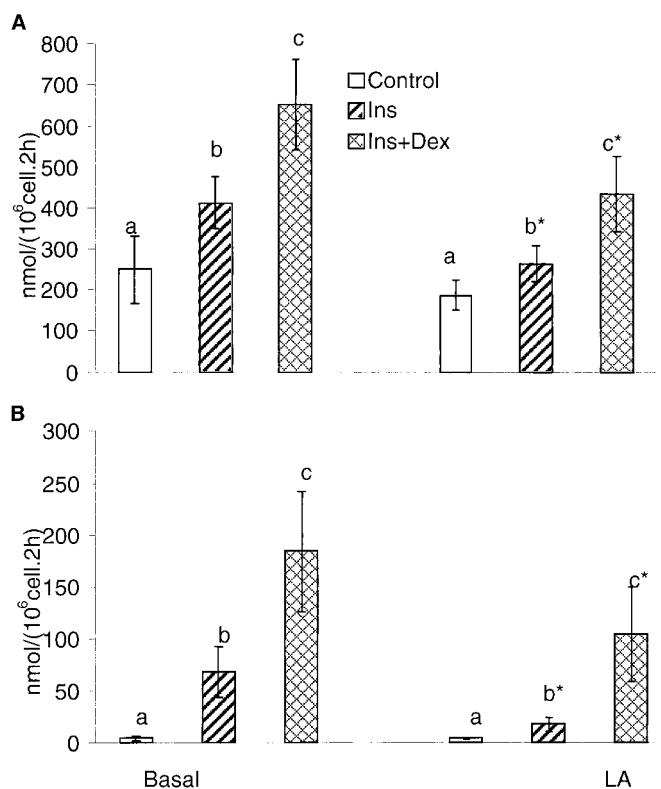 A
800
700
600
500
400
300
200
100
0
nmol/(10⁶cell.2h)
a
b
c
Control
Ins
Ins+Dex
a
b*
c*
B
300
250
200
150
100
50
0
nmol/(10⁶cell.2h)
a
b
c
a
b*
c*
Basal LA